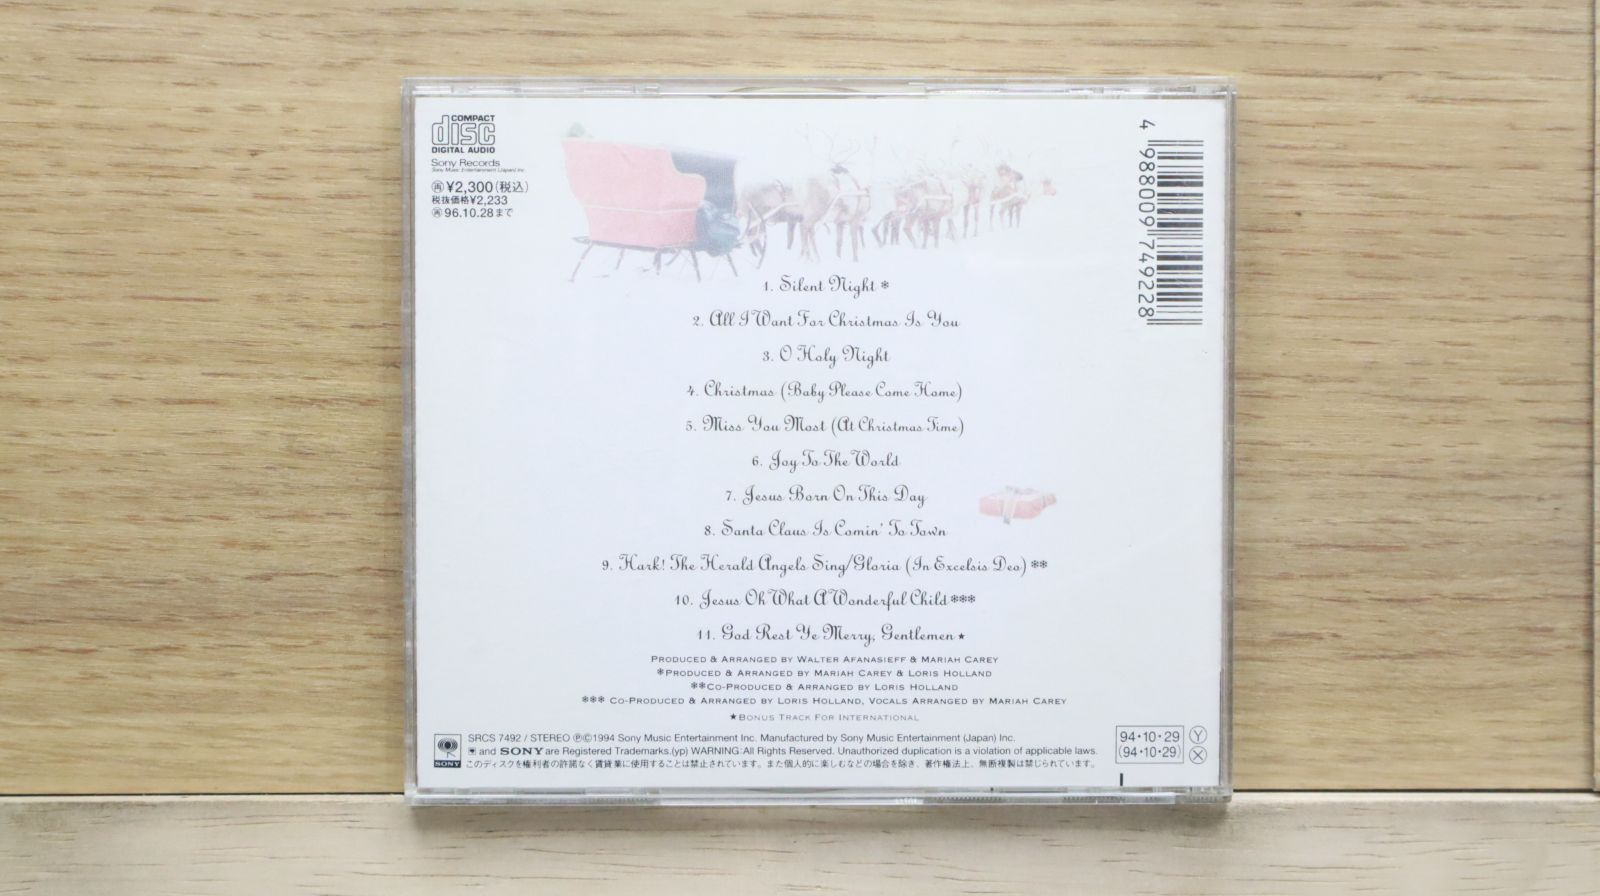 COMPACT
disc
DIGITAL AUDIO
Sony Records
Sony Music Entertainment (Japan) Inc.
㊢¥2,300(税込)
税抜価格¥2,233
㊢96.10.28まで
4 988009 749228
1. Silent Night *
2. All I Want For Christmas Is You
3. O Holy Night
4. Christmas (Baby Please Come Home)
5. Miss You Most (At Christmas Time)
6. Joy To The World
7. Jesus Born On This Day
8. Santa Claus Is Comin' To Town
9. Hark! The Herald Angels Sing/Gloria (In Excelsis Deo) **
10. Jesus Oh What A Wonderful Child***
11. God Rest Ye Merry, Gentlemen★
PRODUCED & ARRANGED BY WALTER AFANASIEFF & MARIAH CAREY
*PRODUCED & ARRANGED BY MARIAH CAREY & LORIS HOLLAND
**CO-PRODUCED & ARRANGED BY LORIS HOLLAND
*** CO-PRODUCED & ARRANGED BY LORIS HOLLAND, VOCALS ARRANGED BY MARIAH CAREY
★BONUS TRACK FOR INTERNATIONAL
SRCS 7492 / STEREO ℗©1994 Sony Music Entertainment Inc. Manufactured by Sony Music Entertainment (Japan) Inc.
and SONY are Registered Trademarks.(yp) WARNING:All Rights Reserved. Unauthorized duplication is a violation of applicable laws.
このディスクを権利者の許諾なく賃貸業に使用することは禁止されています。また個人的に楽しむなどの場合を除き、著作権法上、無断複製は禁じられています。
SONY
94・10・29 Ⓨ
(94・10・29) Ⓧ